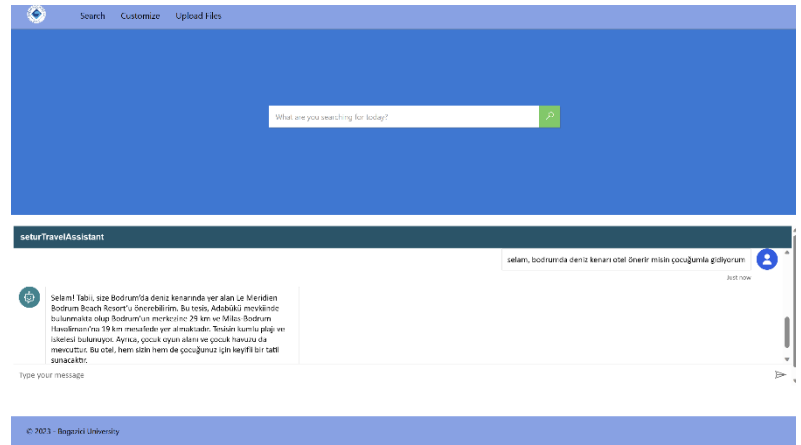 Search Customize Upload Files
What are you searching for today?
seturTravelAssistant
selam, bodrumda deniz kenarı otel önerir misin çocuğumla gidiyorum
Just now
Selam! Tabii, size Bodrum'da deniz kenarında yer alan Le Meridien
Bodrum Beach Resort'u önerebilirim. Bu tesis, Adabükü mevkiinde
bulunmakta olup Bodrum'un merkezine 29 km ve Milas-Bodrum
Havalimanı'na 19 km mesafede yer almaktadır. Tesisin kumlu plajı ve
iskelesi bulunuyor. Ayrıca, çocuk oyun alanı ve çocuk havuzu da
mevcuttur. Bu otel, hem sizin hem de çocuğunuz için keyifli bir tatil
sunacaktır.
Type your message
© 2023 - Bogazici University